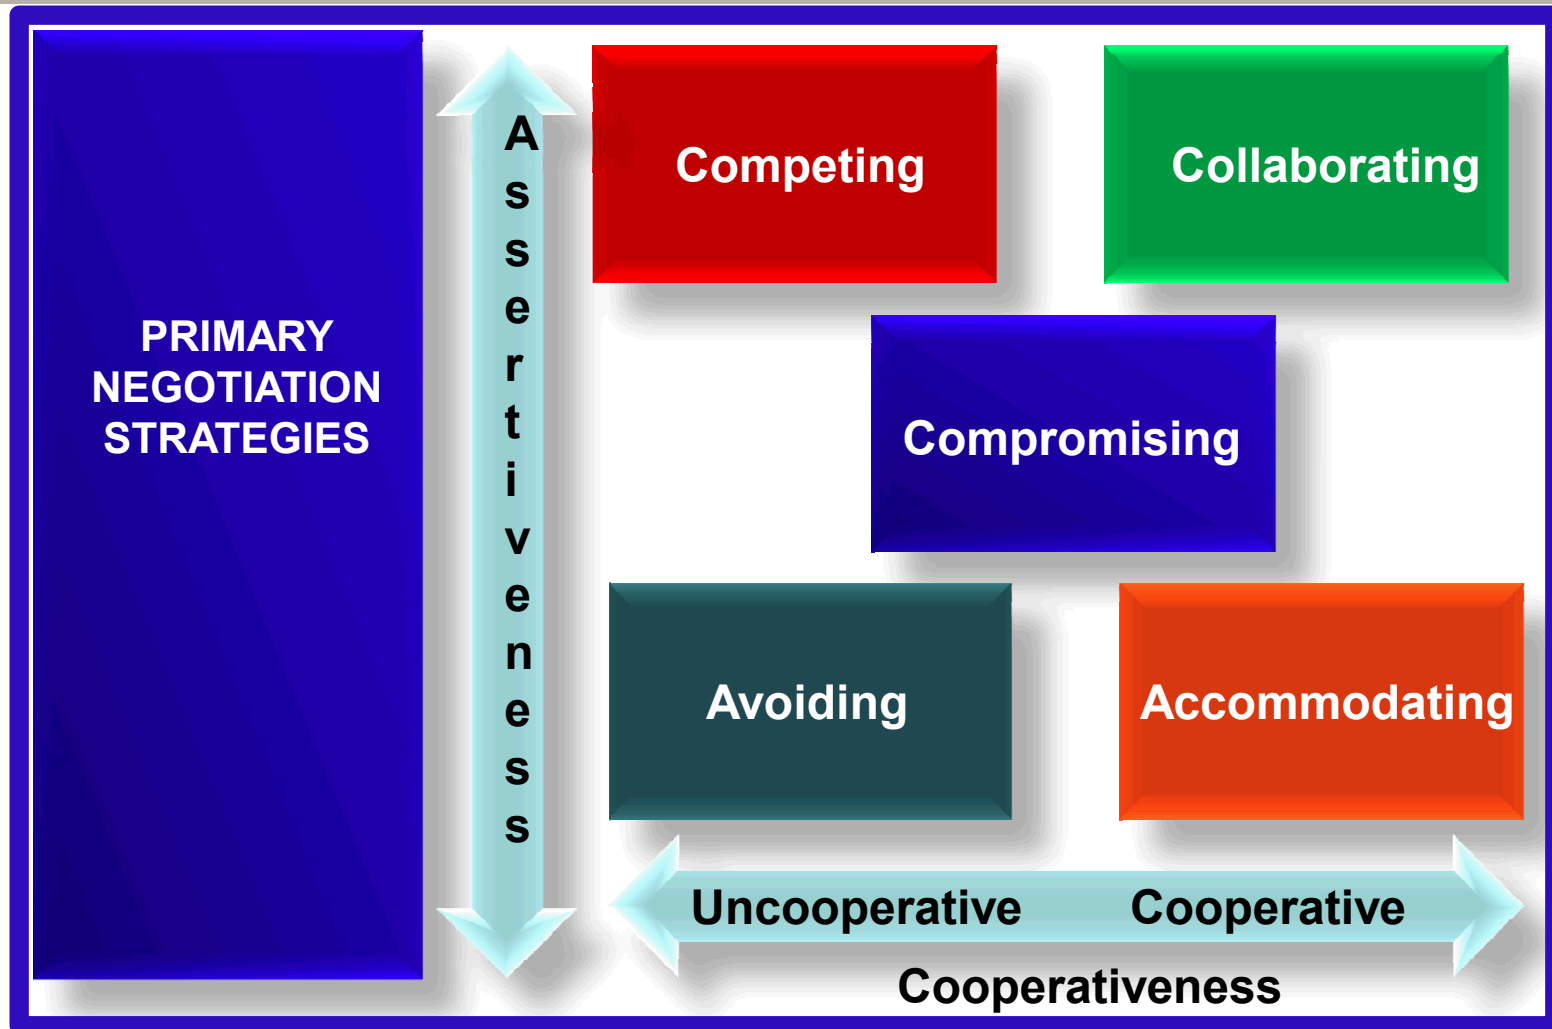 PRIMARY
NEGOTIATION
STRATEGIES
Assertiveness
Competing
Collaborating
Compromising
Avoiding
Accommodating
Uncooperative Cooperative
Cooperativeness